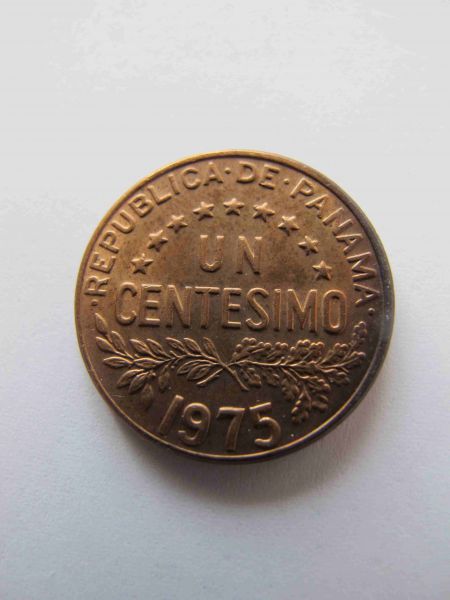 ·REPUBLICA·DE·PANAMA·
UN
CENTESIMO
1975